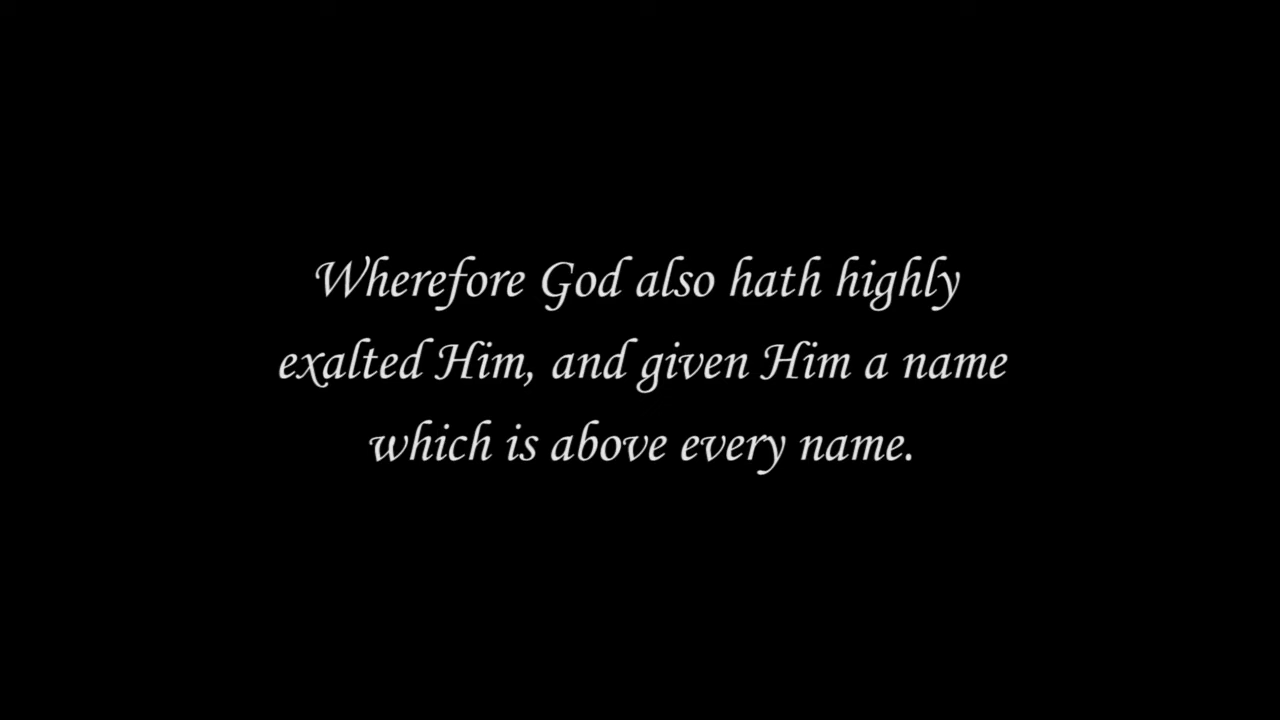 Wherefore God also hath highly
exalted Him, and given Him a name
which is above every name.